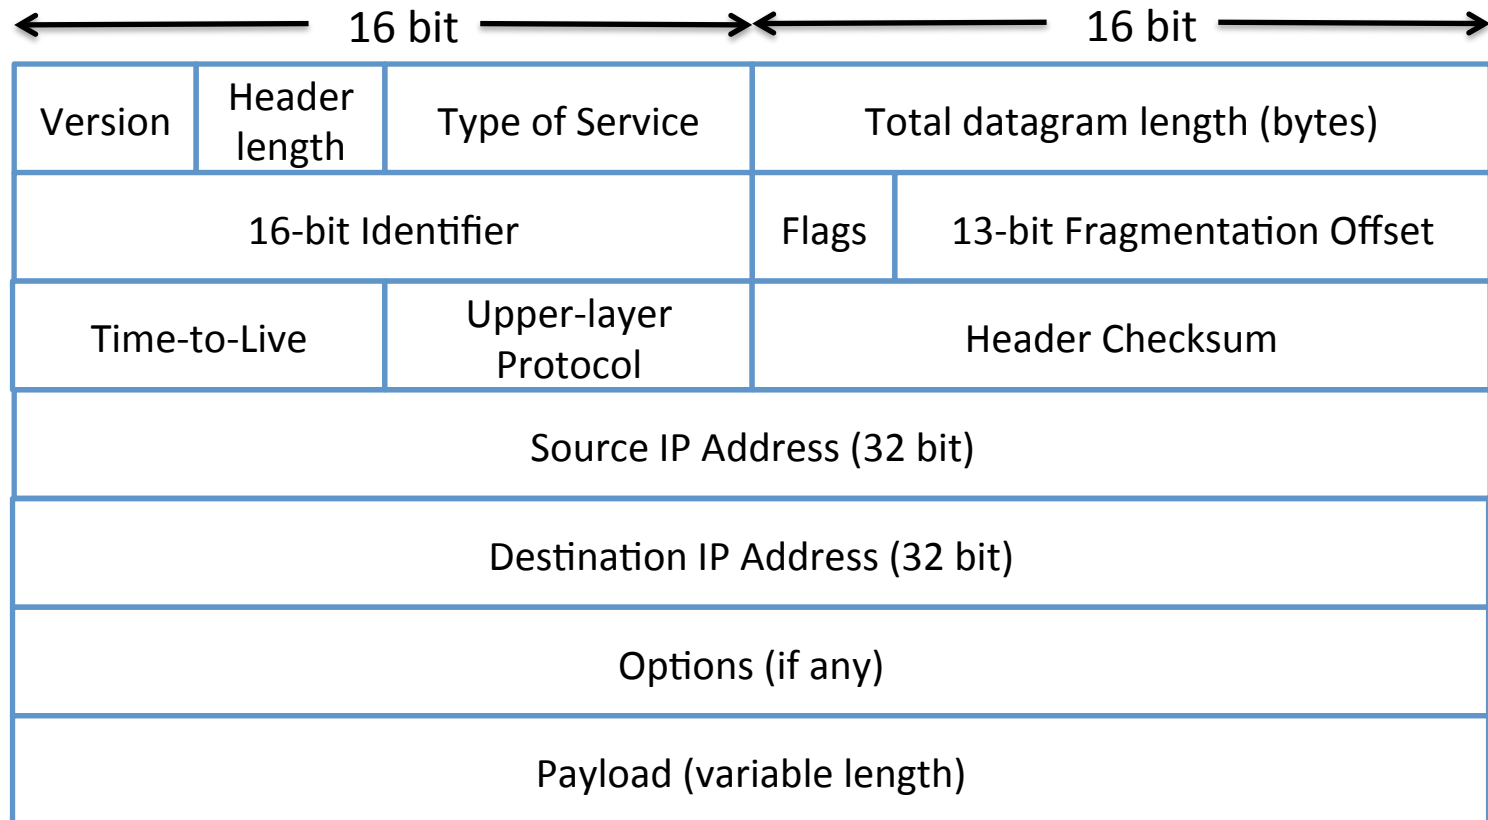 16 bit 16 bit
Version Header length Type of Service Total datagram length (bytes)
16-bit Identifier Flags 13-bit Fragmentation Offset
Time-to-Live Upper-layer Protocol Header Checksum
Source IP Address (32 bit)
Destination IP Address (32 bit)
Options (if any)
Payload (variable length)